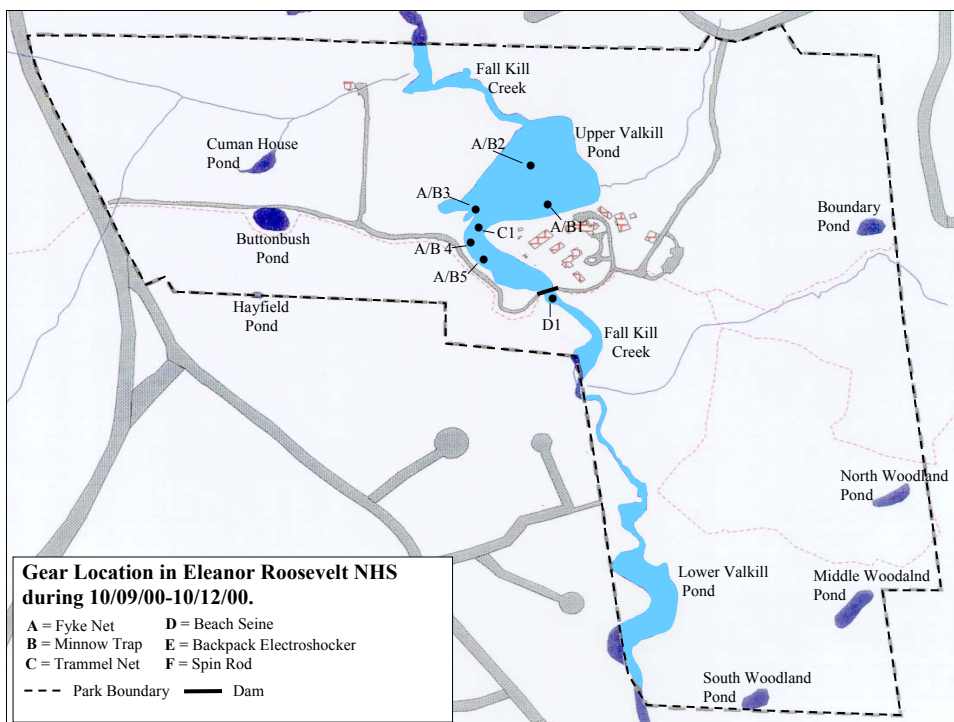 Fall Kill
Creek
Upper Valkill
Pond
A/B2
Cuman House
Pond
A/B3
A/B1
C1
Boundary
Pond
Buttonbush
Pond
A/B 4
A/B5
Hayfield
Pond
D1
Fall Kill
Creek
North Woodland
Pond
Lower Valkill
Pond
Middle Woodalnd
Pond
South Woodland
Pond
Gear Location in Eleanor Roosevelt NHS
during 10/09/00-10/12/00.
A = Fyke Net D = Beach Seine
B = Minnow Trap E = Backpack Electroshocker
C = Trammel Net F = Spin Rod
Park Boundary Dam